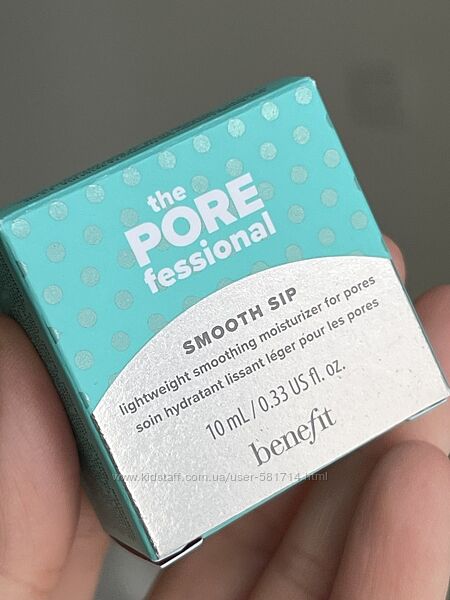 the
PORE
fessional
SMOOTH SIP
lightweight smoothing moisturizer for pores
soin hydratant lissant léger pour les pores
10 mL / 0.33 US fl. oz.
benefit
www.kidstaff.com.ua/user-581714.html